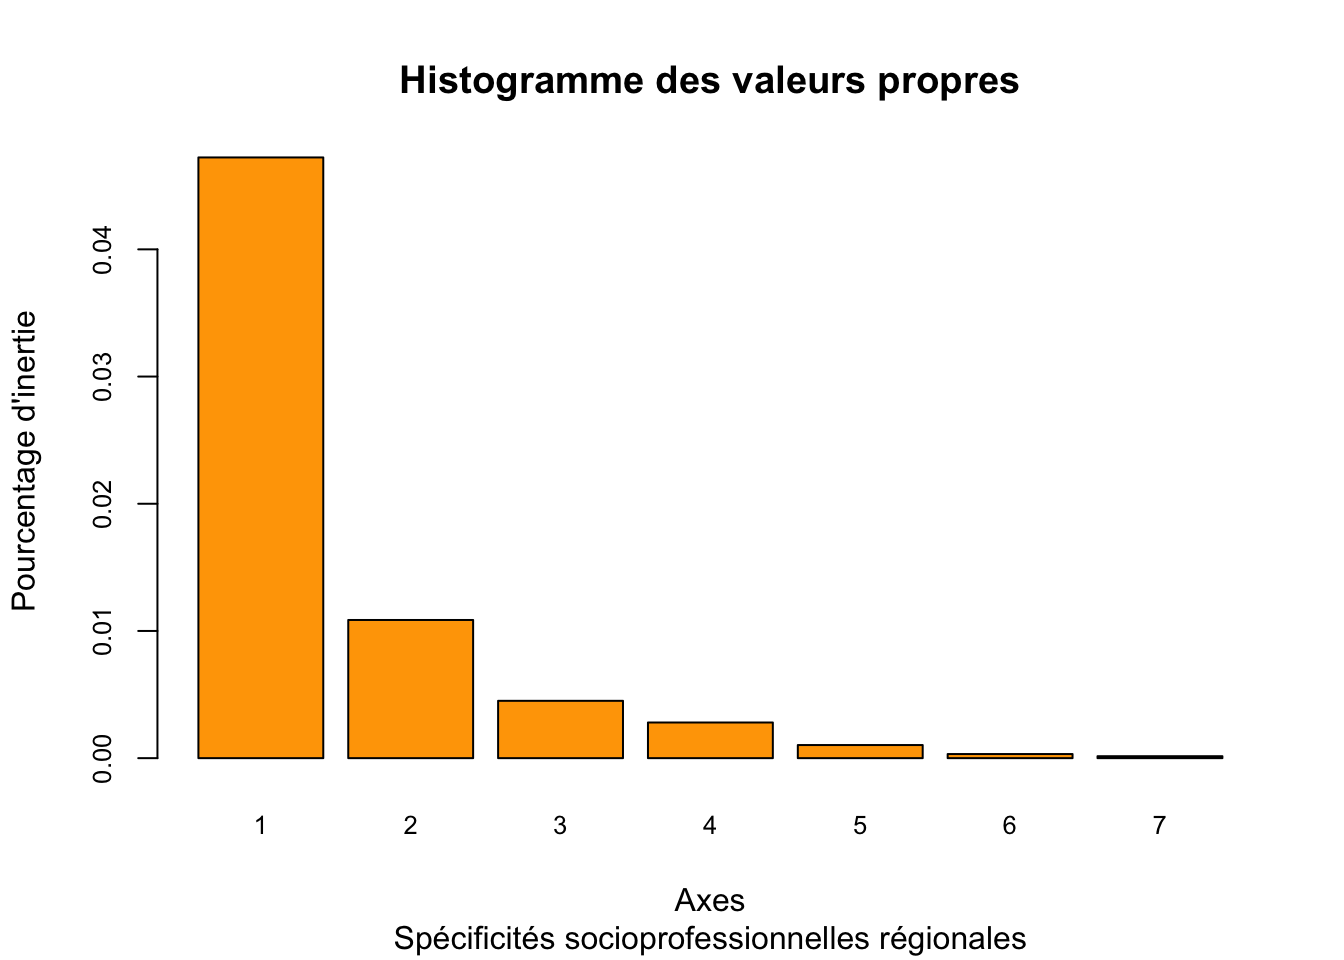 Histogramme des valeurs propres
Pourcentage d'inertie
0.04
0.03
0.02
0.01
0.00
1 2 3 4 5 6 7
Axes
Spécificités socioprofessionnelles régionales